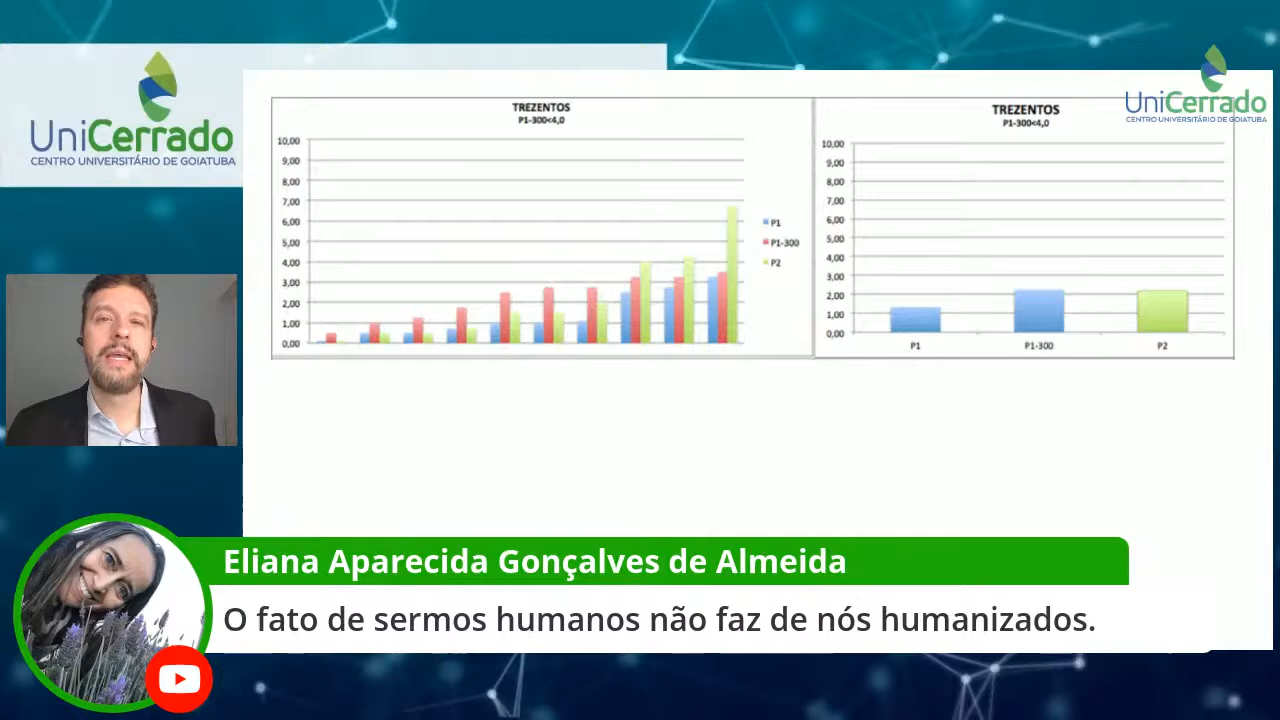 UniCerrado
CENTRO UNIVERSITÁRIO DE GOIATUBA
TREZENTOS
P1-300<4,0
10,00
9,00
8,00
7,00
6,00
5,00
4,00
3,00
2,00
1,00
0,00
P1
P1-300
P2
TREZENTOS
P1-300<4,0
10,00
9,00
8,00
7,00
6,00
5,00
4,00
3,00
2,00
1,00
0,00
P1
P1-300
P2
UniCerrado
CENTRO UNIVERSITÁRIO DE GOIATUBA
Eliana Aparecida Gonçalves de Almeida
O fato de sermos humanos não faz de nós humanizados.